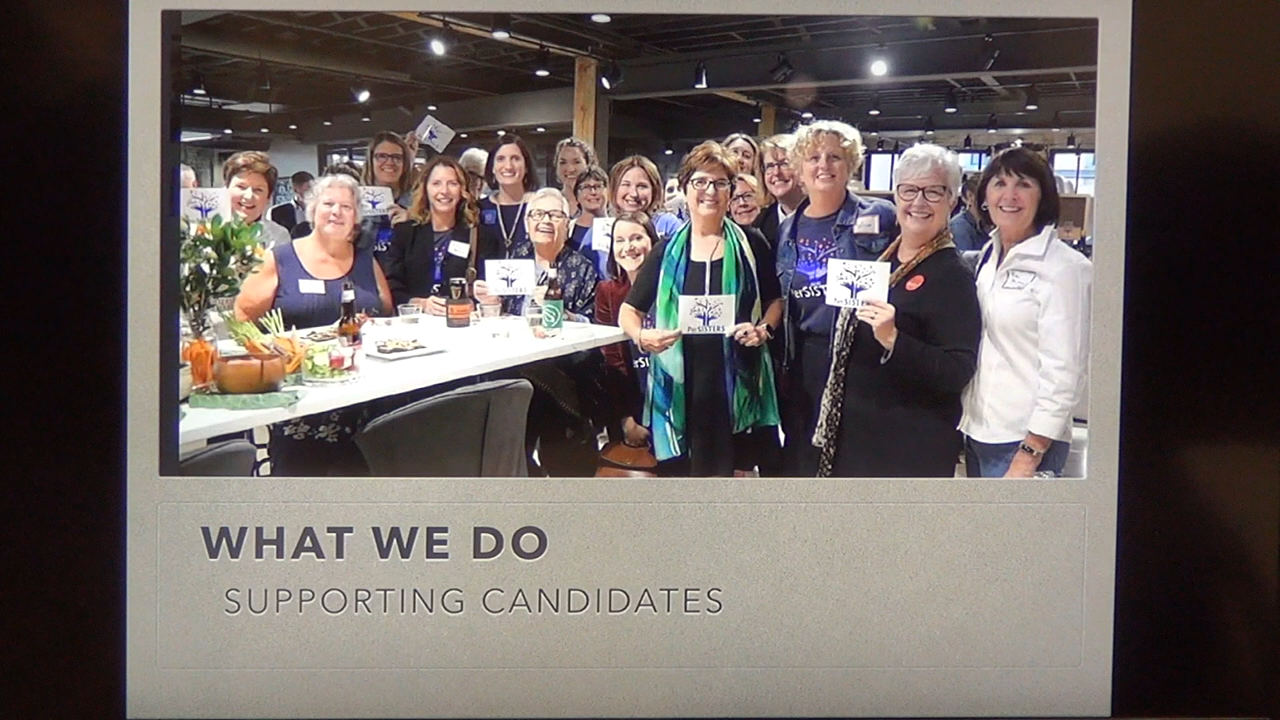 PerSISTERS
PerSISTERS
WHAT WE DO
SUPPORTING CANDIDATES